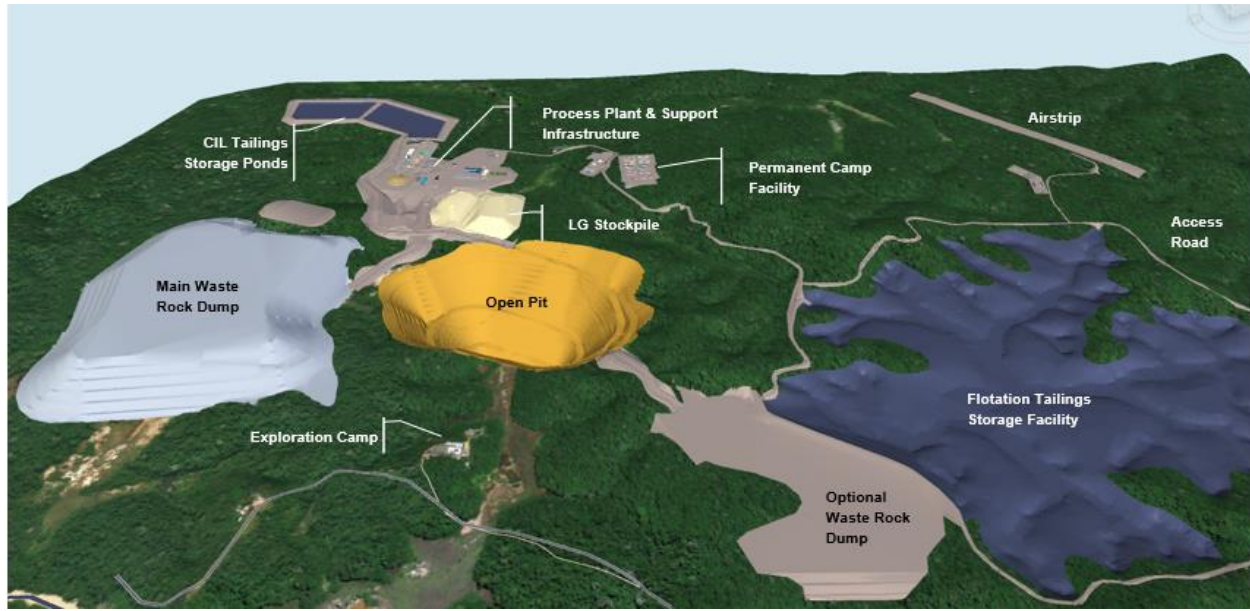 CIL Tailings
Storage Ponds
Process Plant & Support
Infrastructure
Airstrip
Permanent Camp
Facility
LG Stockpile
Access
Road
Main Waste
Rock Dump
Open Pit
Flotation Tailings
Storage Facility
Exploration Camp
Optional
Waste Rock
Dump